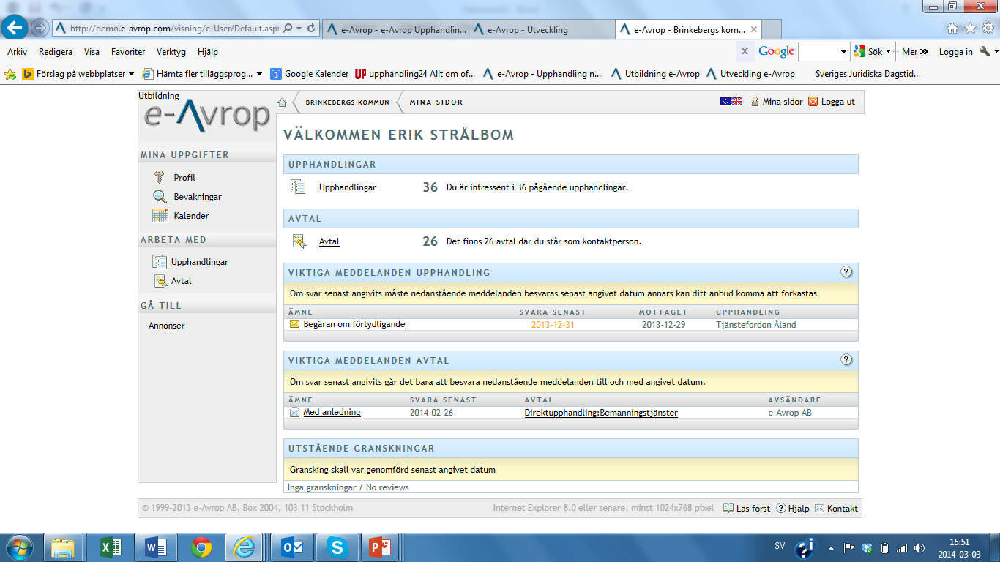 http://demo.e-avrop.com/visning/e-User/Default.asp
e-Avrop - e-Avrop Upphandlin...
e-Avrop - Utveckling
e-Avrop - Brinkebergs kom...
Arkiv Redigera Visa Favoriter Verktyg Hjälp
Google Sök Mer Logga in
Förslag på webbplatser
Hämta fler tilläggsprog...
3 Google Kalender
UP upphandling24 Allt om of...
e-Avrop - Upphandling n...
Utbildning e-Avrop
Utveckling e-Avrop
Sveriges Juridiska Dagstid...
Utbildning
e-Avrop
BRINKEBERGS KOMMUN MINA SIDOR
Mina sidor Logga ut
MINA UPPGIFTER
Profil
Bevakningar
Kalender
ARBETA MED
Upphandlingar
Avtal
GÅ TILL
Annonser
VÄLKOMMEN ERIK STRÅLBOM
UPPHANDLINGAR
Upphandlingar 36 Du är intressent i 36 pågående upphandlingar.
AVTAL
Avtal 26 Det finns 26 avtal där du står som kontaktperson.
VIKTIGA MEDDELANDEN UPPHANDLING ?
Om svar senast angivits måste nedanstående meddelanden besvaras senast angivet datum annars kan ditt anbud komma att förkastas
ÄMNE SVARA SENAST MOTTAGET UPPHANDLING
Begäran om förtydligande 2013-12-31 2013-12-29 Tjänstefordon Åland
VIKTIGA MEDDELANDEN AVTAL ?
Om svar senast angivits går det bara att besvara nedanstående meddelanden till och med angivet datum.
ÄMNE SVARA SENAST AVTAL AVSÄNDARE
Med anledning 2014-02-26 Direktupphandling:Bemanningstjänster e-Avrop AB
UTSTÅENDE GRANSKNINGAR
Gransking skall var genomförd senast angivet datum
Inga granskningar / No reviews
© 1999-2013 e-Avrop AB, Box 2004, 103 11 Stockholm
Internet Explorer 8.0 eller senare, minst 1024x768 pixel
Läs först ? Hjälp Kontakt
SV
15:51
2014-03-03